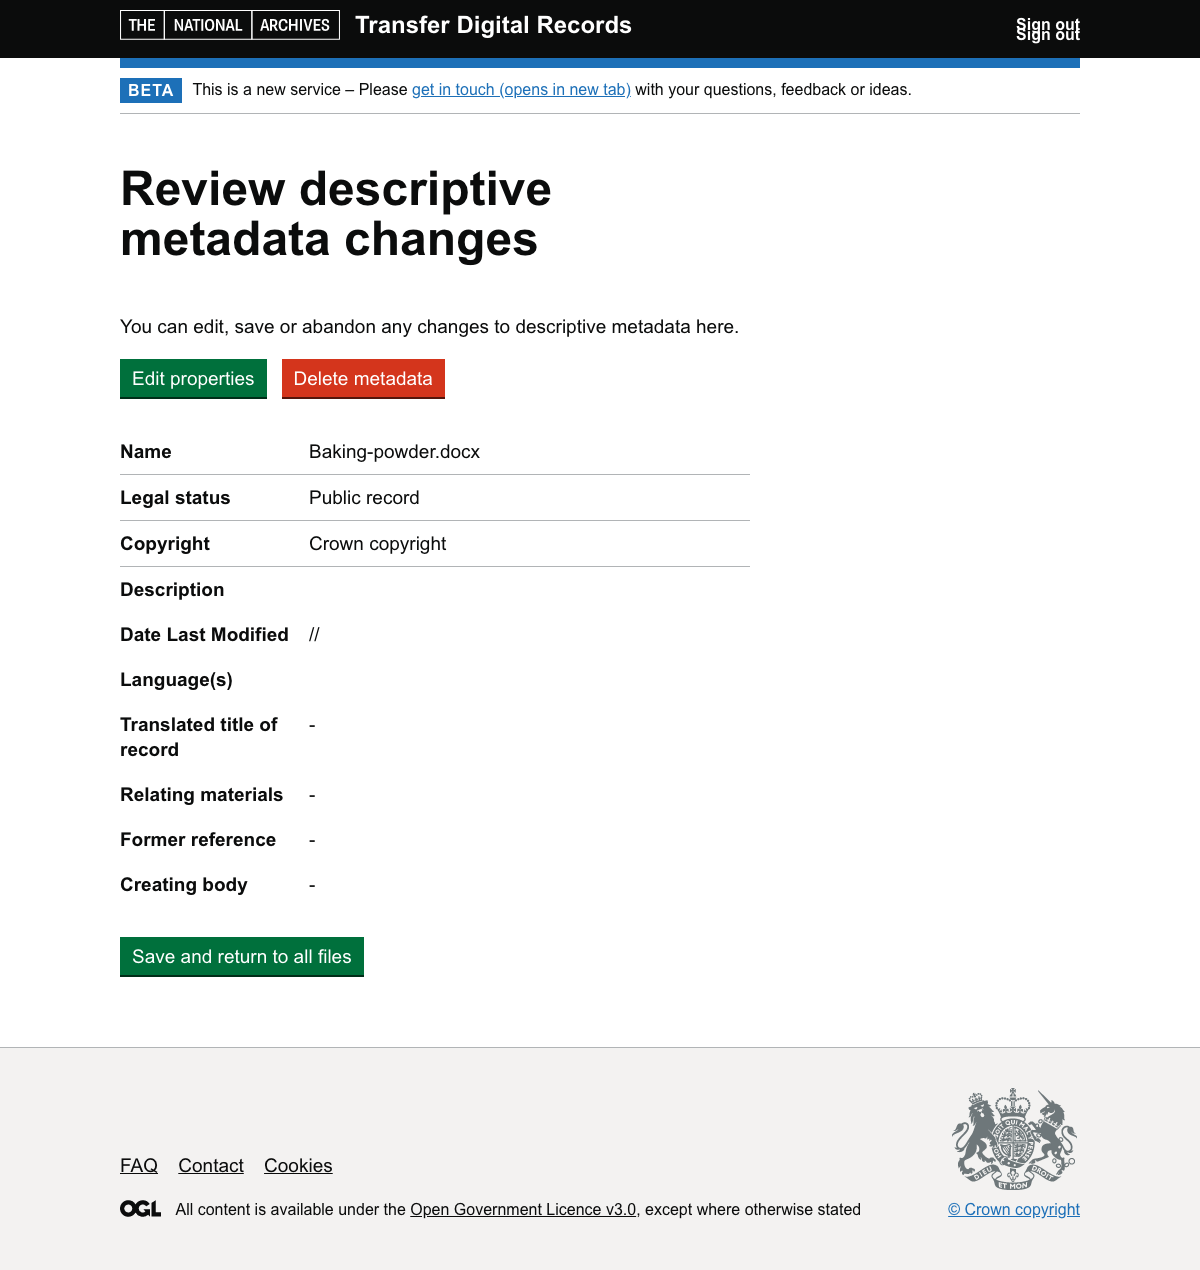 THE NATIONAL ARCHIVES Transfer Digital Records Sign out
Sign out
BETA This is a new service – Please get in touch (opens in new tab) with your questions, feedback or ideas.
Review descriptive
metadata changes
You can edit, save or abandon any changes to descriptive metadata here.
Edit properties Delete metadata
Name Baking-powder.docx
Legal status Public record
Copyright Crown copyright
Description
Date Last Modified //
Language(s)
Translated title of -
record
Relating materials -
Former reference -
Creating body -
Save and return to all files
FAQ Contact Cookies
DIEU ET MON DROIT
OGL All content is available under the Open Government Licence v3.0, except where otherwise stated © Crown copyright